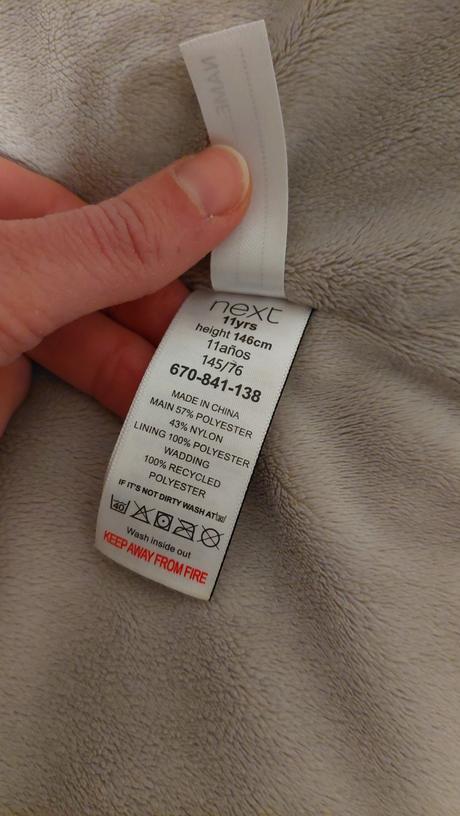 NAME
next
11yrs
height 146cm
11años
145/76
670-841-138
MADE IN CHINA
MAIN 57% POLYESTER
43% NYLON
LINING 100% POLYESTER
WADDING
100% RECYCLED
POLYESTER
IF IT'S NOT DIRTY WASH AT
40
Wash inside out
KEEP AWAY FROM FIRE